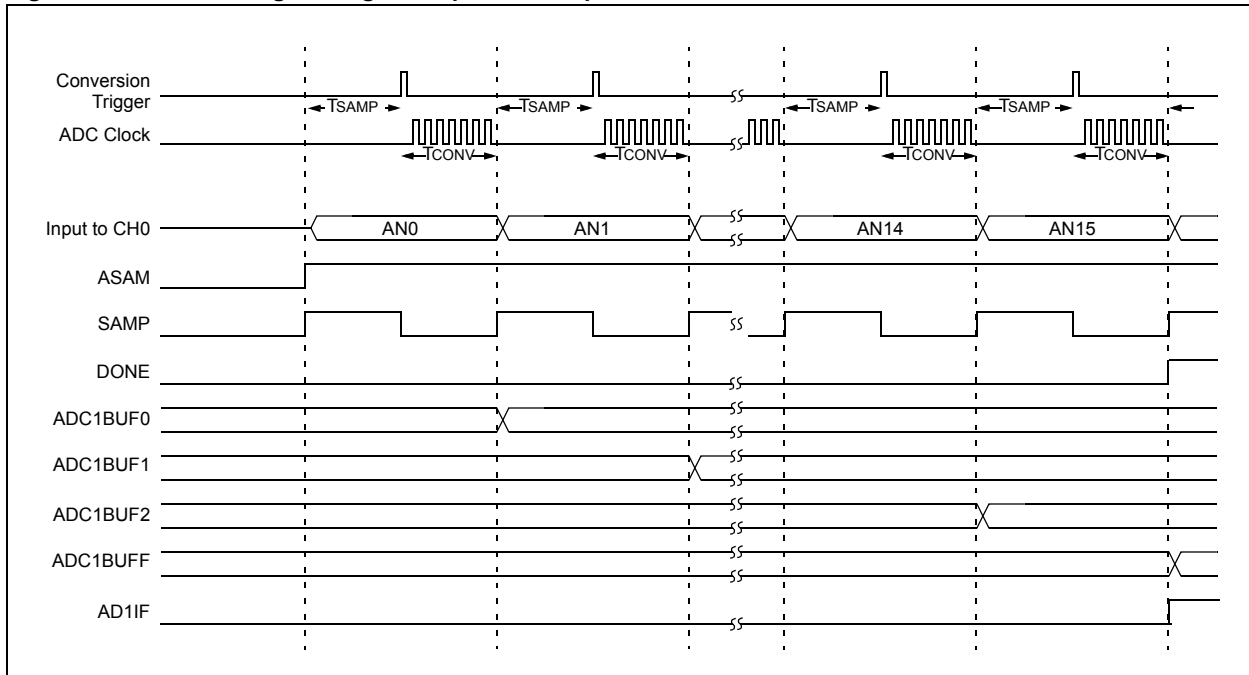 Conversion
Trigger
TSAMP
TSAMP
TSAMP
TSAMP
ADC Clock
TCONV
TCONV
TCONV
TCONV
Input to CH0
AN0
AN1
AN14
AN15
ASAM
SAMP
DONE
ADC1BUF0
ADC1BUF1
ADC1BUF2
ADC1BUFF
AD1IF